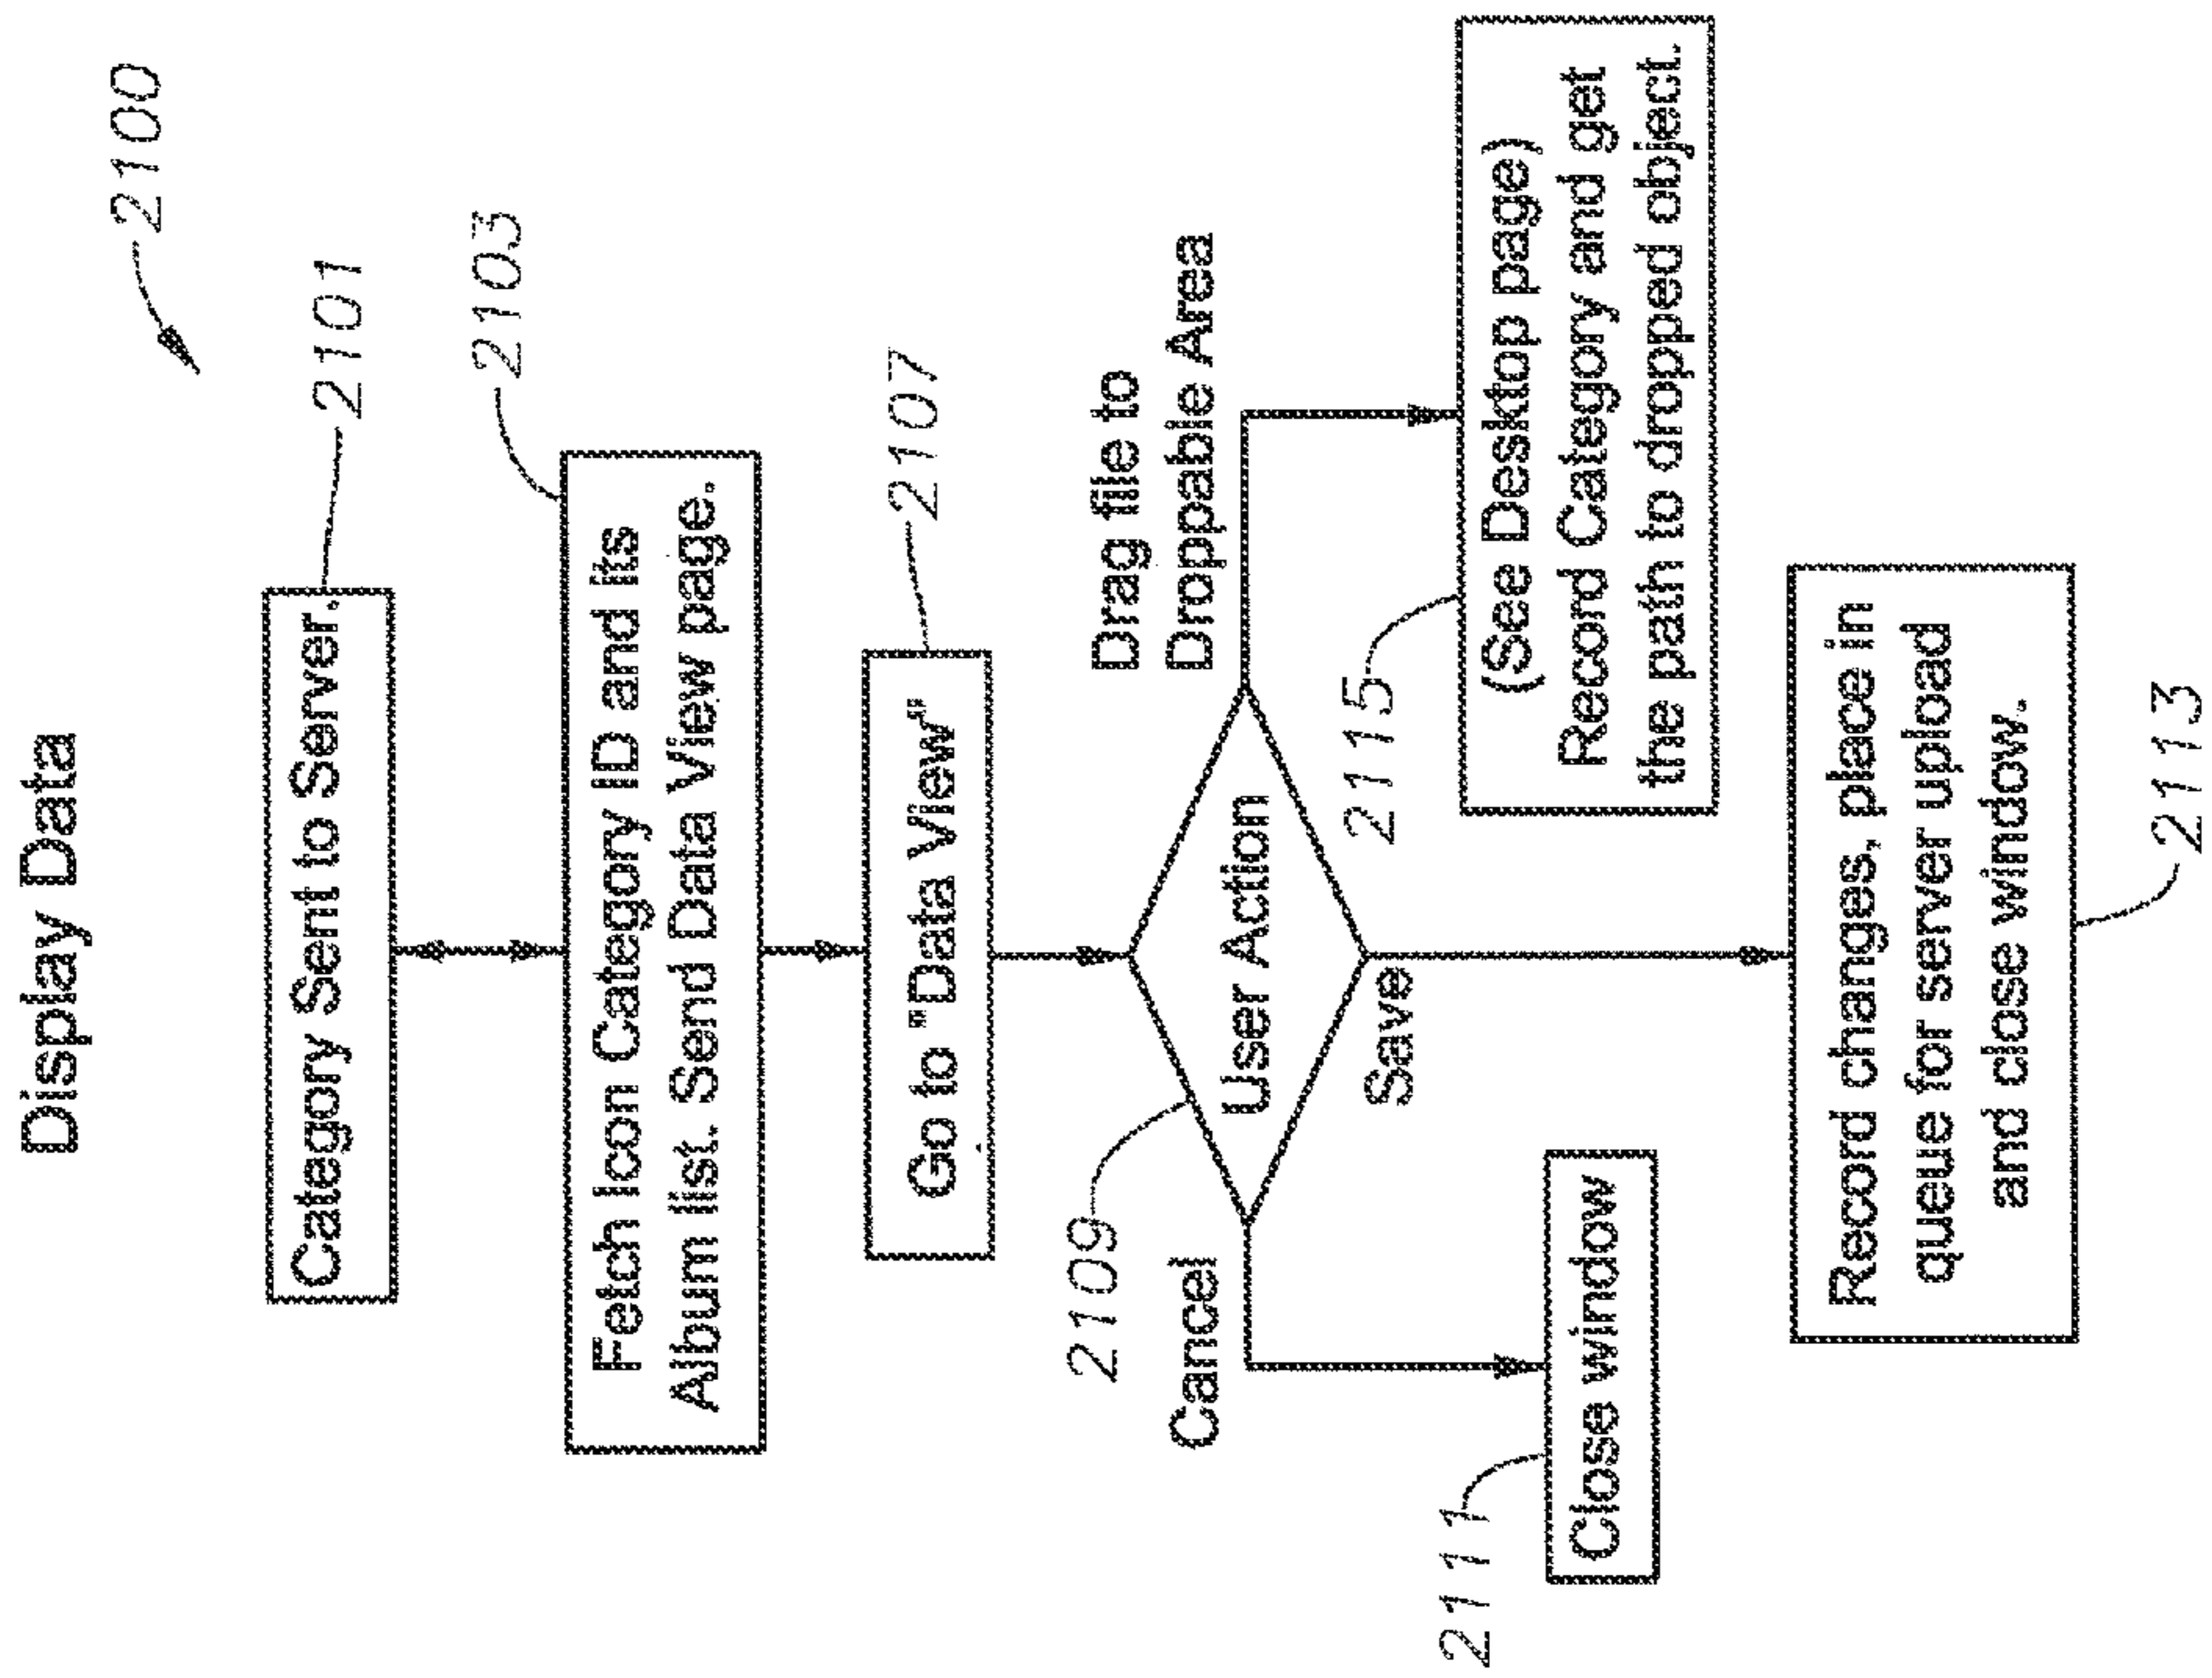 Display Data
2100
Category Sent to Server.
2101
2103
Fetch Icon Category ID and its
Album list. Send Data View page.
2107
Go to "Data View"
2109
User Action
Cancel
Save
Drag file to
Droppable Area
2111
Close window
2115
(See Desktop page)
Record Category and get
the path to dropped object.
Record changes, place in
queue for server upload
and close window.
2113